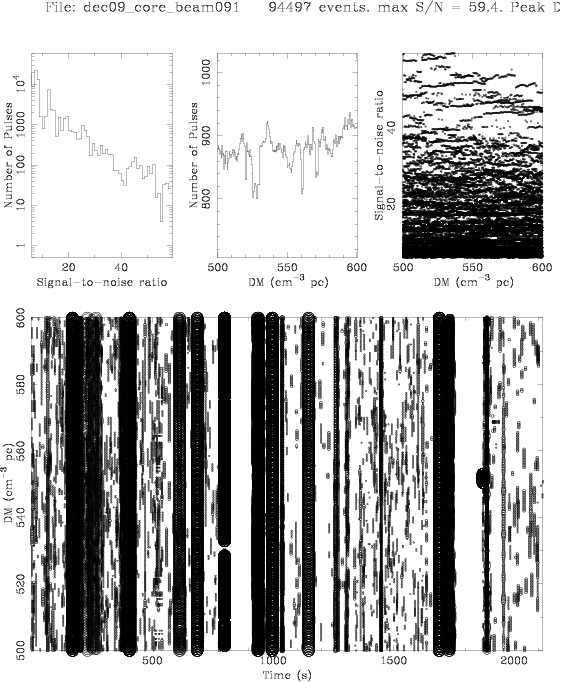 File: dec09_core_beam091 94497 events. max S/N = 59.4. Peak D
Number of Pulses
1 10 100 1000 10^4
20 40
Signal-to-noise ratio
Number of Pulses
800 900 1000
500 550 600
DM (cm^-3 pc)
Signal-to-noise ratio
20 40
500 550 600
DM (cm^-3 pc)
DM (cm^-3 pc)
500 520 540 560 580 600
500 1000 1500 2000
Time (s)